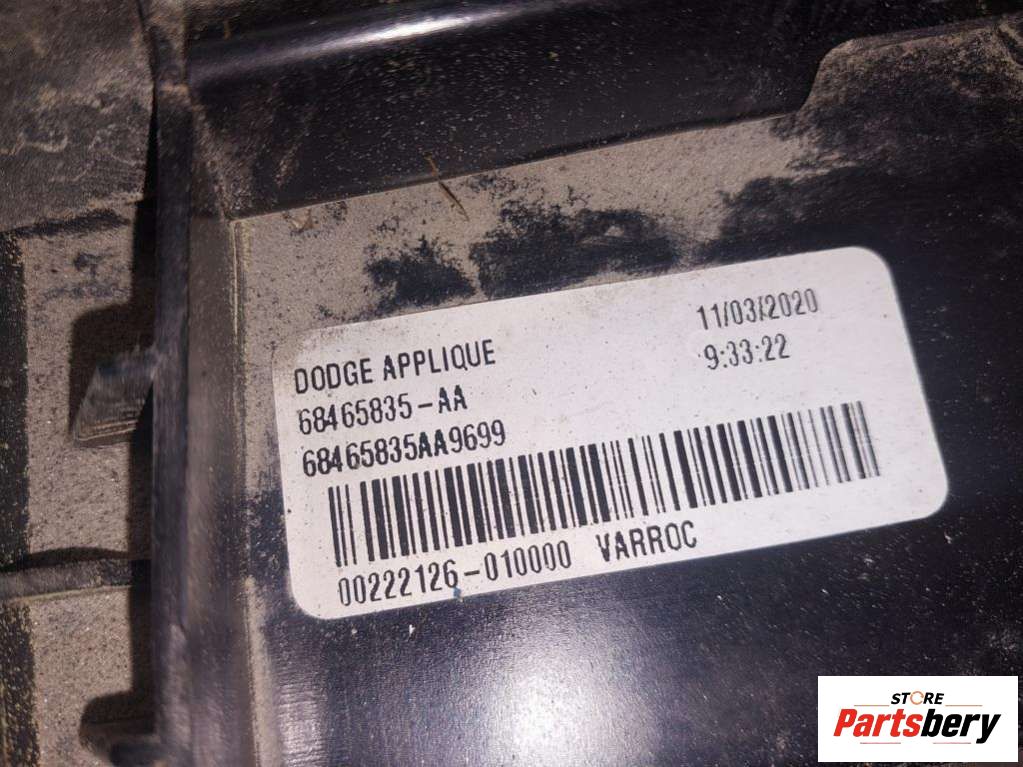 DODGE APPLIQUE
11/03/2020
9:33:22
68465835-AA
68465835AA9699
00222126-010000 VARROC
STORE
Partsbery